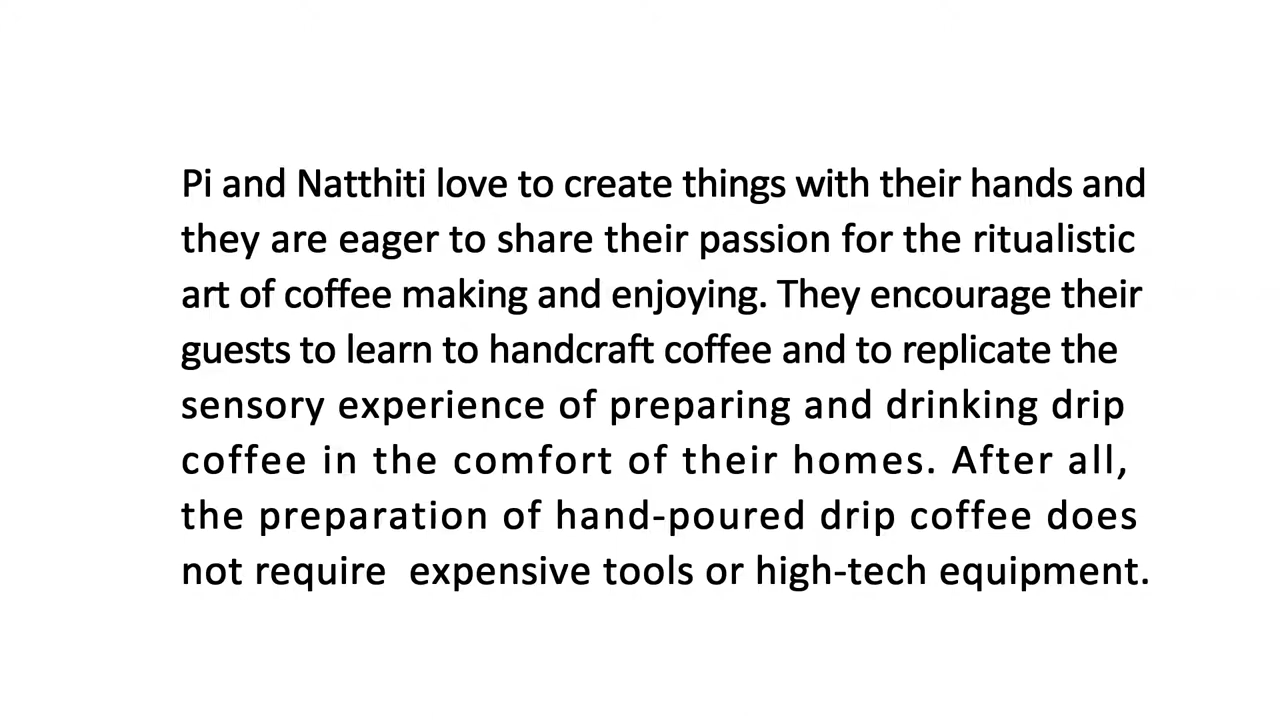 Pi and Natthiti love to create things with their hands and
they are eager to share their passion for the ritualistic
art of coffee making and enjoying. They encourage their
guests to learn to handcraft coffee and to replicate the
sensory experience of preparing and drinking drip
coffee in the comfort of their homes. After all,
the preparation of hand-poured drip coffee does
not require  expensive tools or high-tech equipment.